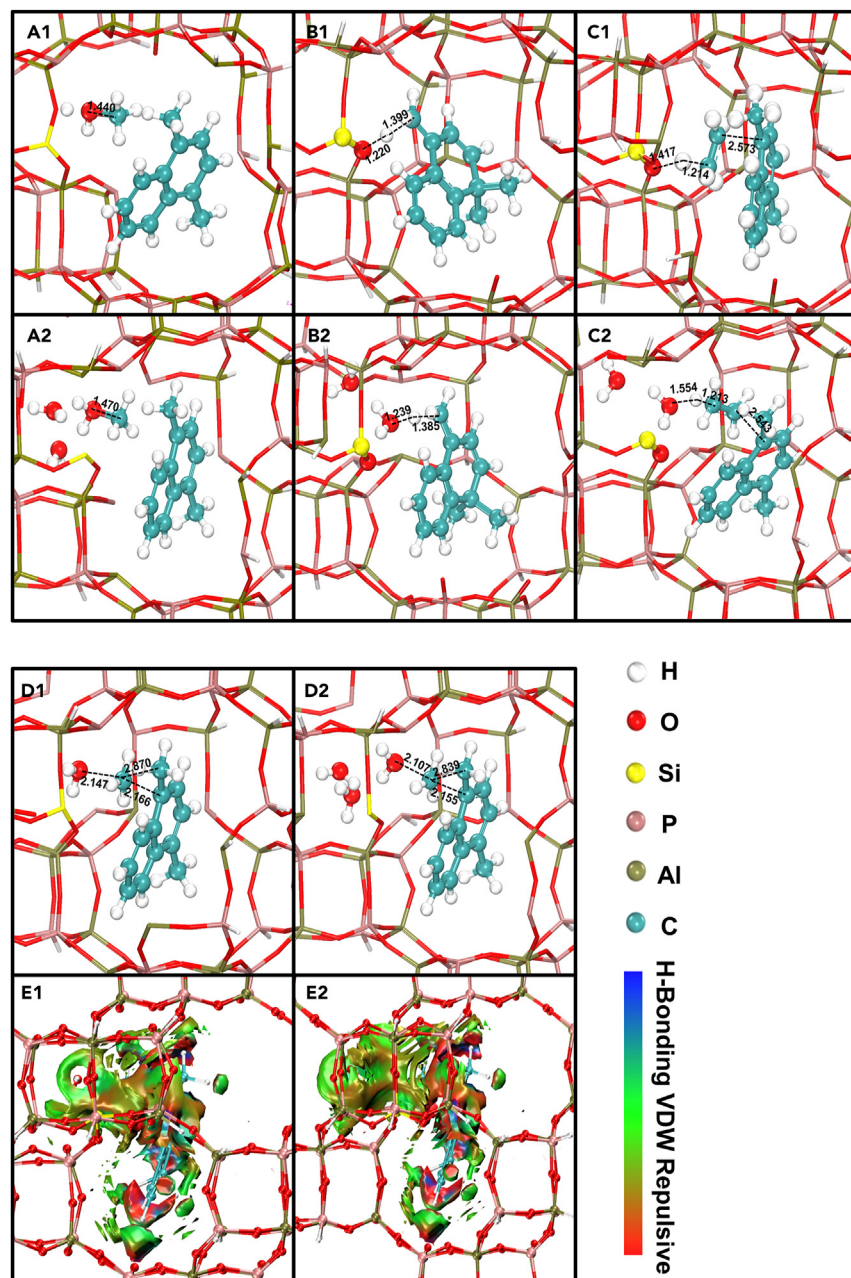 A1
1.440
B1
1.399
1.220
C1
1.417
1.214
2.573
A2
1.470
B2
1.239
1.385
C2
1.554
1.213
2.543
D1
2.870
2.147
2.166
D2
2.107
2.839
2.155
H
O
Si
P
Al
C
E1
E2
H-Bonding VDW Repulsive